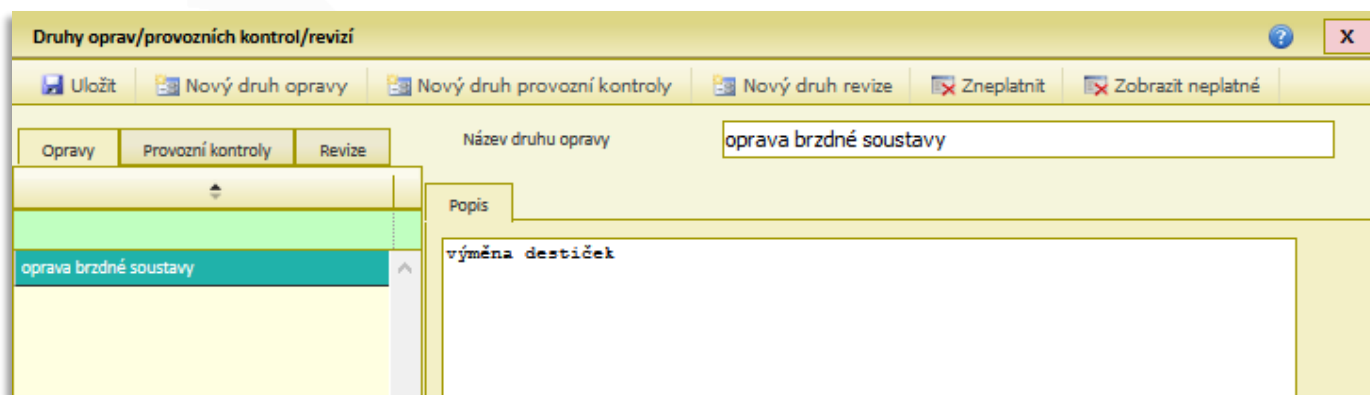 Druhy oprav/provozních kontrol/revizí
X
Uložit Nový druh opravy Nový druh provozní kontroly Nový druh revize Zneplatnit Zobrazit neplatné
Opravy Provozní kontroly Revize
Název druhu opravy oprava brzdné soustavy
Popis
oprava brzdné soustavy
výměna destiček